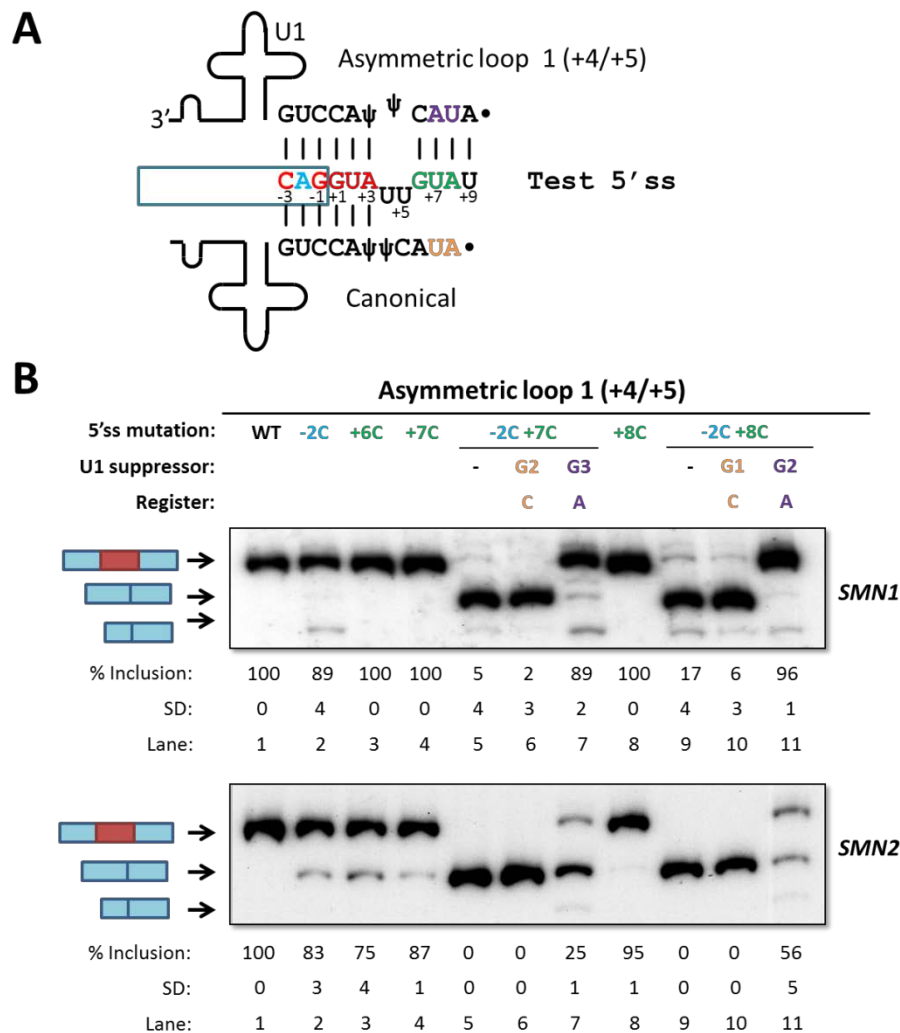 A
U1
Asymmetric loop 1 (+4/+5)
3’
GUCCAψ ψ CAUA•
CAGGUAUUGUAU
Test 5’ss
-3 -1 +1 +3 +5 +7 +9
GUCCAψψCAUA•
Canonical
B
Asymmetric loop 1 (+4/+5)
5’ss mutation: WT -2C +6C +7C -2C +7C +8C -2C +8C
U1 suppressor: - G2 G3 - G1 G2
Register: C A C A
SMN1
% Inclusion: 100 89 100 100 5 2 89 100 17 6 96
SD: 0 4 0 0 4 3 2 0 4 3 1
Lane: 1 2 3 4 5 6 7 8 9 10 11
SMN2
% Inclusion: 100 83 75 87 0 0 25 95 0 0 56
SD: 0 3 4 1 0 0 1 1 0 0 5
Lane: 1 2 3 4 5 6 7 8 9 10 11